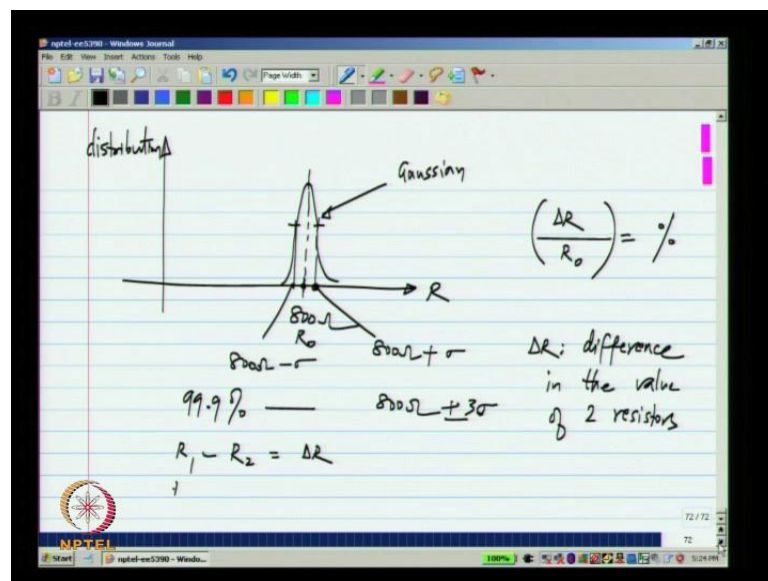 nptel-ee5390 - Windows Journal
File Edit View Insert Actions Tools Help
Page Width
B I
distribution
Gaussian
(ΔR / R₀) = %
R
800Ω
R₀
800Ω - σ
800Ω + σ
99.9% — 800Ω ± 3σ
R₁ - R₂ = ΔR
ΔR: difference
in the value
of 2 resistors
72 / 72
72
NPTEL
Start
nptel-ee5390 - Windo...
100%
5:24 PM